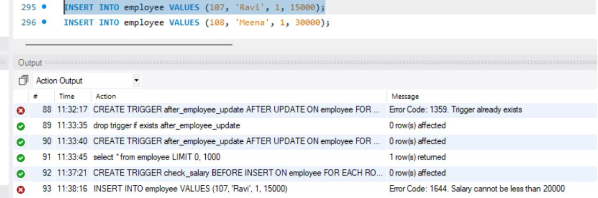 295 INSERT INTO employee VALUES (107, 'Ravi', 1, 15000);
296 INSERT INTO employee VALUES (108, 'Meena', 1, 30000);
Output
Action Output
# Time Action Message
88 11:32:17 CREATE TRIGGER after_employee_update AFTER UPDATE ON employee FOR ... Error Code: 1359. Trigger already exists
89 11:33:35 drop trigger if exists after_employee_update 0 row(s) affected
90 11:33:40 CREATE TRIGGER after_employee_update AFTER UPDATE ON employee FOR ... 0 row(s) affected
91 11:33:45 select * from employee LIMIT 0, 1000 1 row(s) returned
92 11:37:21 CREATE TRIGGER check_salary BEFORE INSERT ON employee FOR EACH RO... 0 row(s) affected
93 11:38:16 INSERT INTO employee VALUES (107, 'Ravi', 1, 15000) Error Code: 1644. Salary cannot be less than 20000